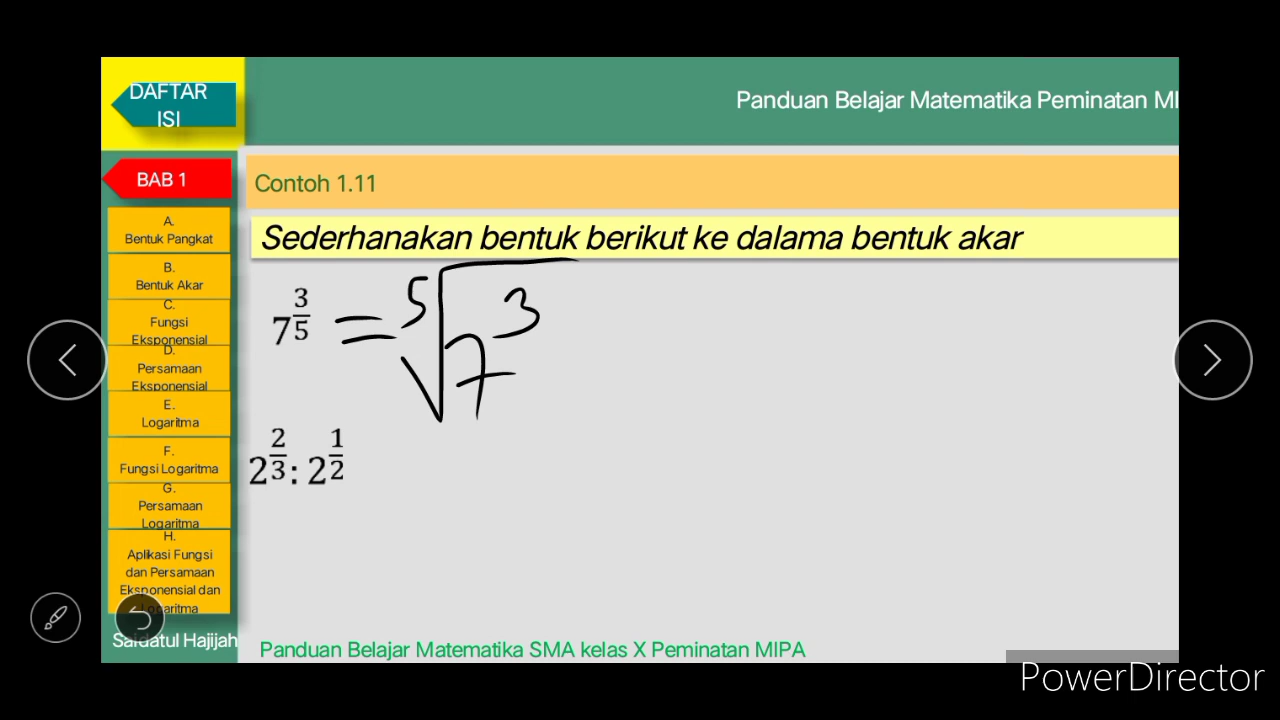 DAFTAR
ISI
Panduan Belajar Matematika Peminatan MI
BAB 1
Contoh 1.11
Sederhanakan bentuk berikut ke dalama bentuk akar
A.
Bentuk Pangkat
B.
Bentuk Akar
C.
Fungsi
Eksponensial
D.
Persamaan
Eksponensial
E.
Logaritma
F.
Fungsi Logaritma
G.
Persamaan
Logaritma
H.
Aplikasi Fungsi
dan Persamaan
Eksponensial dan
Logaritma
7^(3/5) = ⁵√7³
2^(2/3) : 2^(1/2)
Saidatul Hajijah
Panduan Belajar Matematika SMA kelas X Peminatan MIPA
PowerDirector